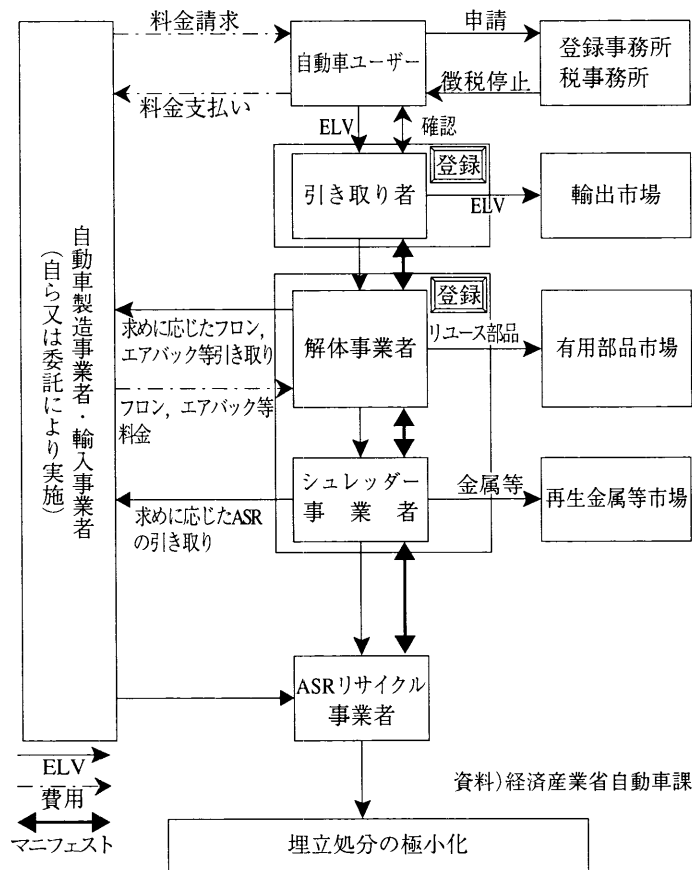 料金請求
申請
自動車ユーザー
登録事務所
税事務所
徴税停止
料金支払い
ELV
確認
登録
引き取り者
ELV
輸出市場
自動車製造事業者・輸入事業者
(自ら又は委託により実施)
登録
求めに応じたフロン,
エアバック等引き取り
解体事業者
リユース部品
有用部品市場
フロン, エアバック等
料金
シュレッダー
事業者
金属等
再生金属等市場
求めに応じたASR
の引き取り
ASRリサイクル
事業者
ELV
費用
マニフェスト
資料)経済産業省自動車課
埋立処分の極小化